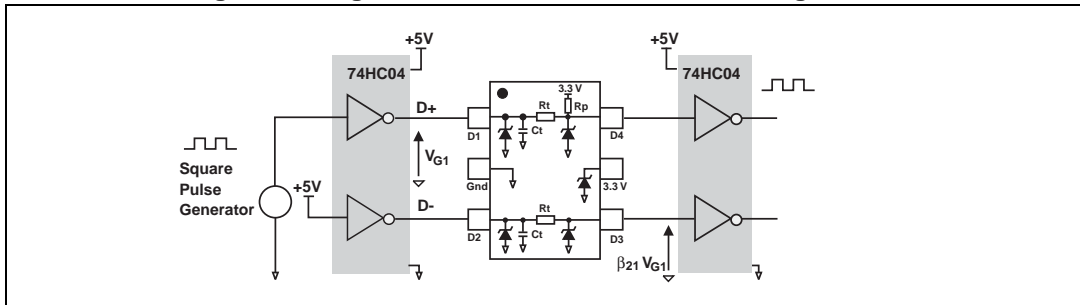 +5V
+5V
74HC04
3.3 V
74HC04
D+
Rt
Rp
D1
Ct
D4
VG1
Square
Pulse
Generator
+5V
Gnd
3.3 V
D-
Rt
D2
Ct
D3
β21 VG1